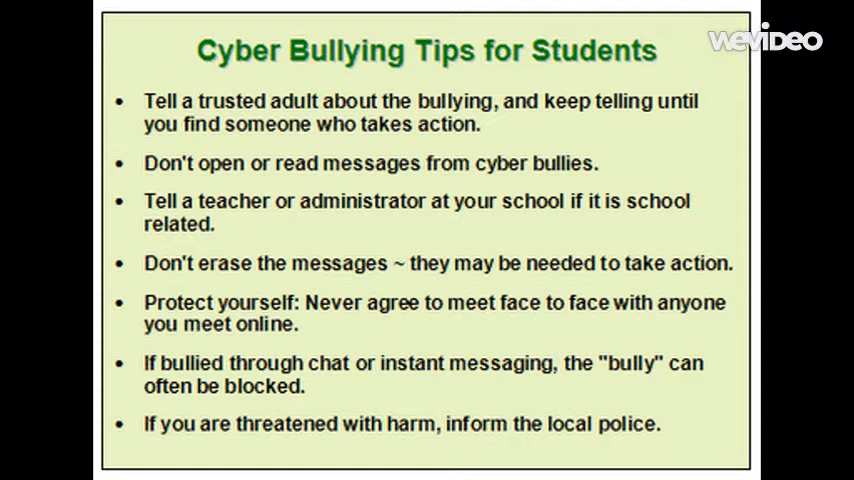 WeVideo
Cyber Bullying Tips for Students
• Tell a trusted adult about the bullying, and keep telling until
you find someone who takes action.
• Don't open or read messages from cyber bullies.
• Tell a teacher or administrator at your school if it is school
related.
• Don't erase the messages ~ they may be needed to take action.
• Protect yourself: Never agree to meet face to face with anyone
you meet online.
• If bullied through chat or instant messaging, the "bully" can
often be blocked.
• If you are threatened with harm, inform the local police.